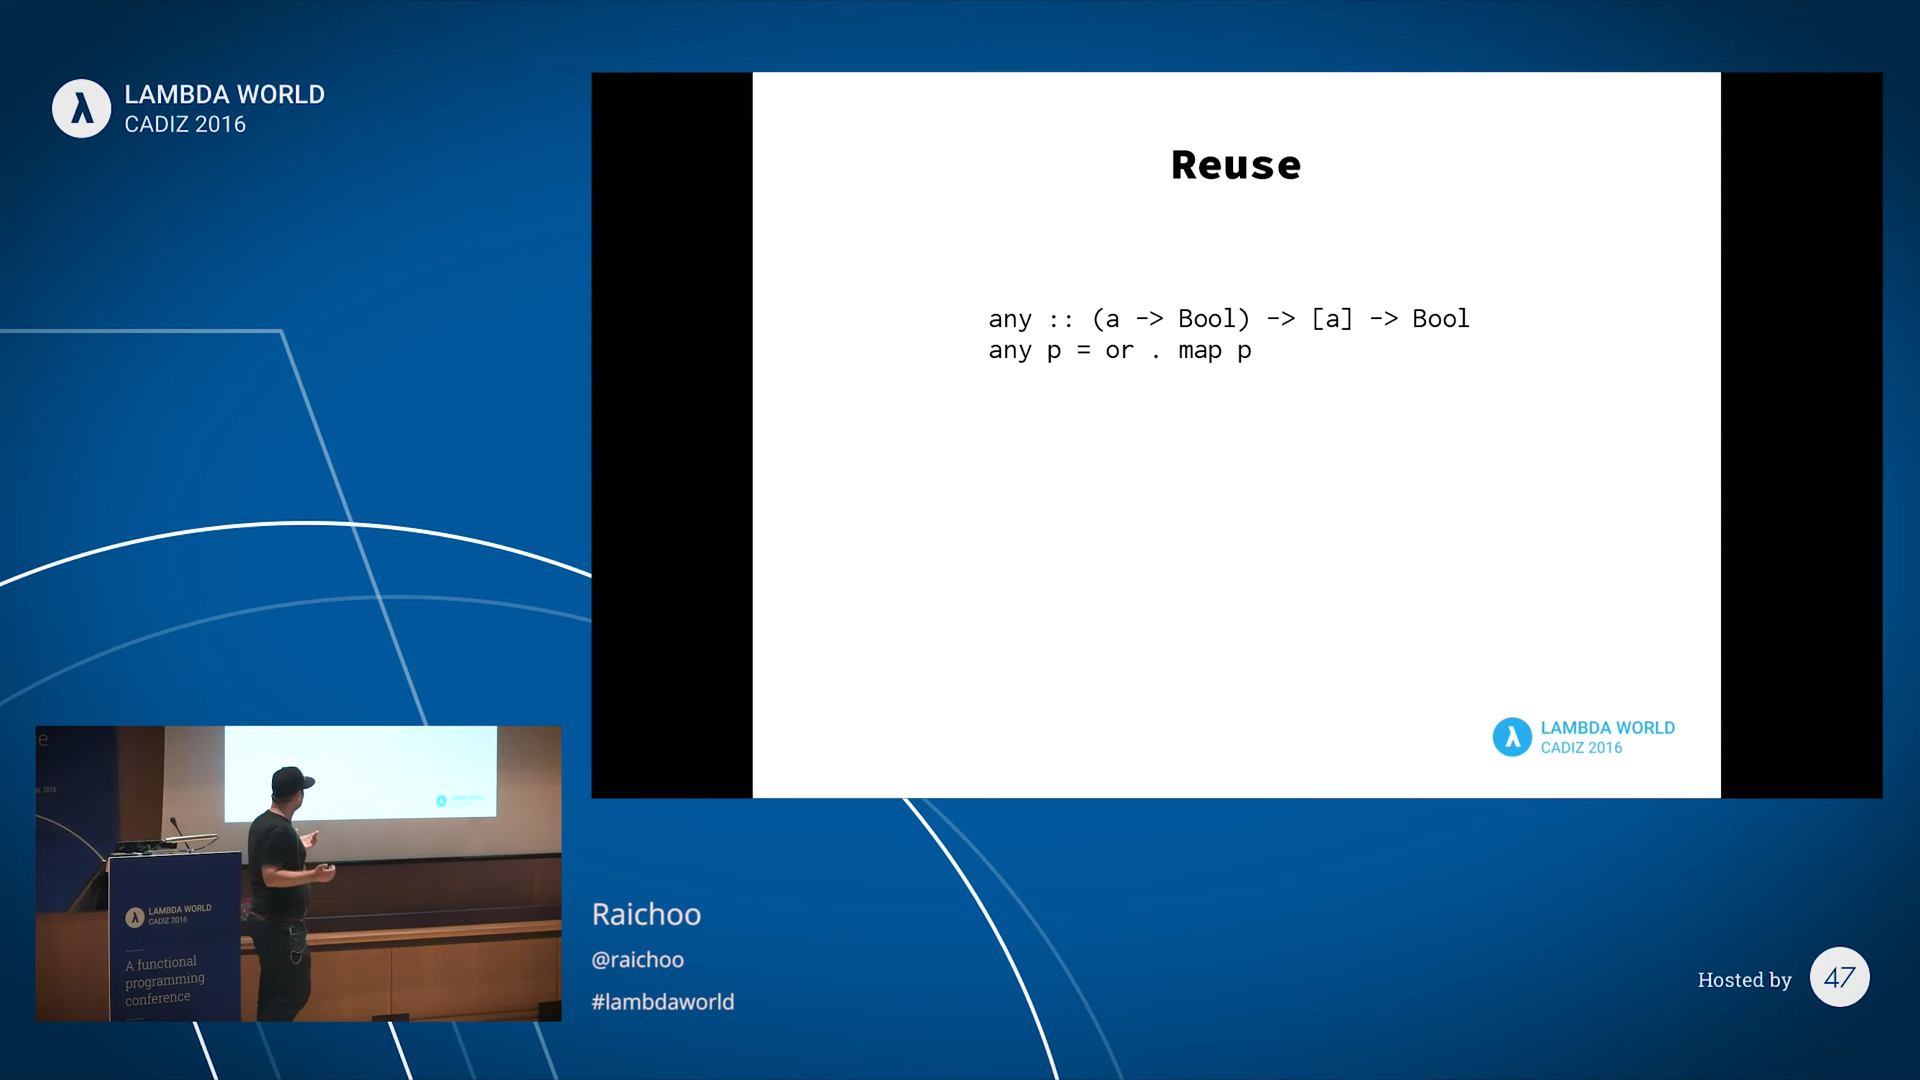 LAMBDA WORLD
CADIZ 2016
Reuse
any :: (a -> Bool) -> [a] -> Bool
any p = or . map p
LAMBDA WORLD
CADIZ 2016
LAMBDA WORLD
CADIZ 2016
A functional
programming
conference
Raichoo
@raichoo
#lambdaworld
Hosted by
47